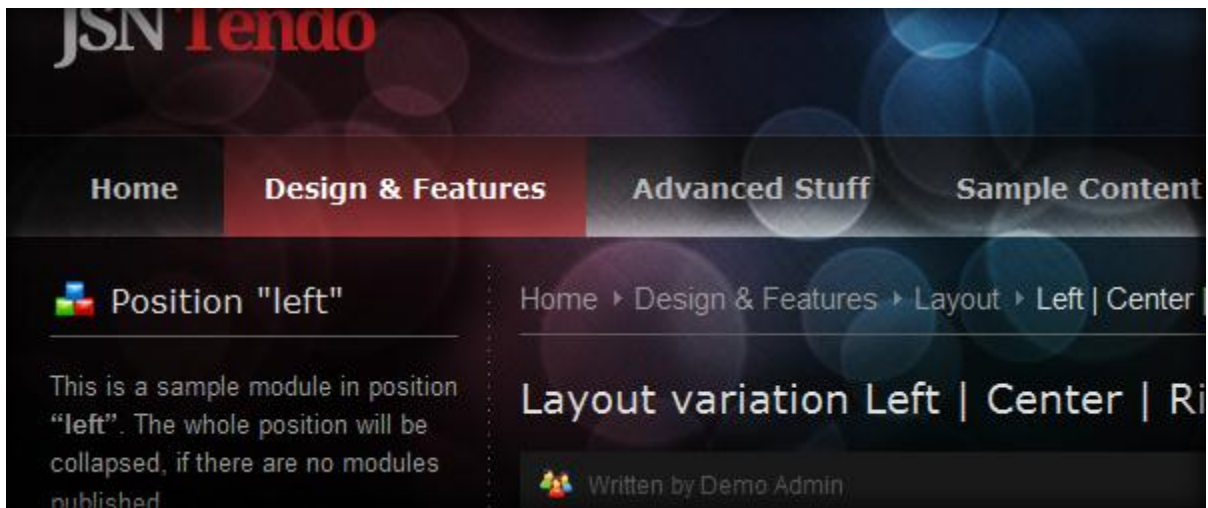 JSN Tendo
Home Design & Features Advanced Stuff Sample Content
Position "left"
This is a sample module in position
“left”. The whole position will be
collapsed, if there are no modules
published
Home Design & Features Layout Left | Center |
Layout variation Left | Center |
Written by Demo Admin